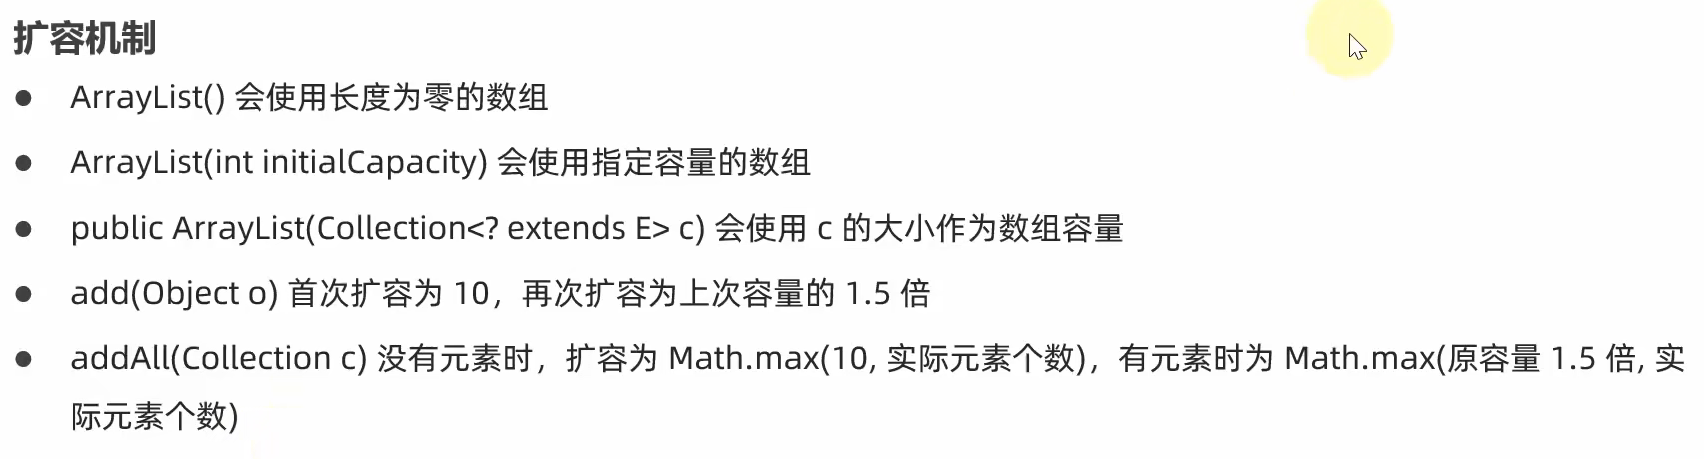 扩容机制
● ArrayList() 会使用长度为零的数组
● ArrayList(int initialCapacity) 会使用指定容量的数组
● public ArrayList(Collection<? extends E> c) 会使用 c 的大小作为数组容量
● add(Object o) 首次扩容为 10，再次扩容为上次容量的 1.5 倍
● addAll(Collection c) 没有元素时，扩容为 Math.max(10, 实际元素个数)，有元素时为 Math.max(原容量 1.5 倍, 实
际元素个数)